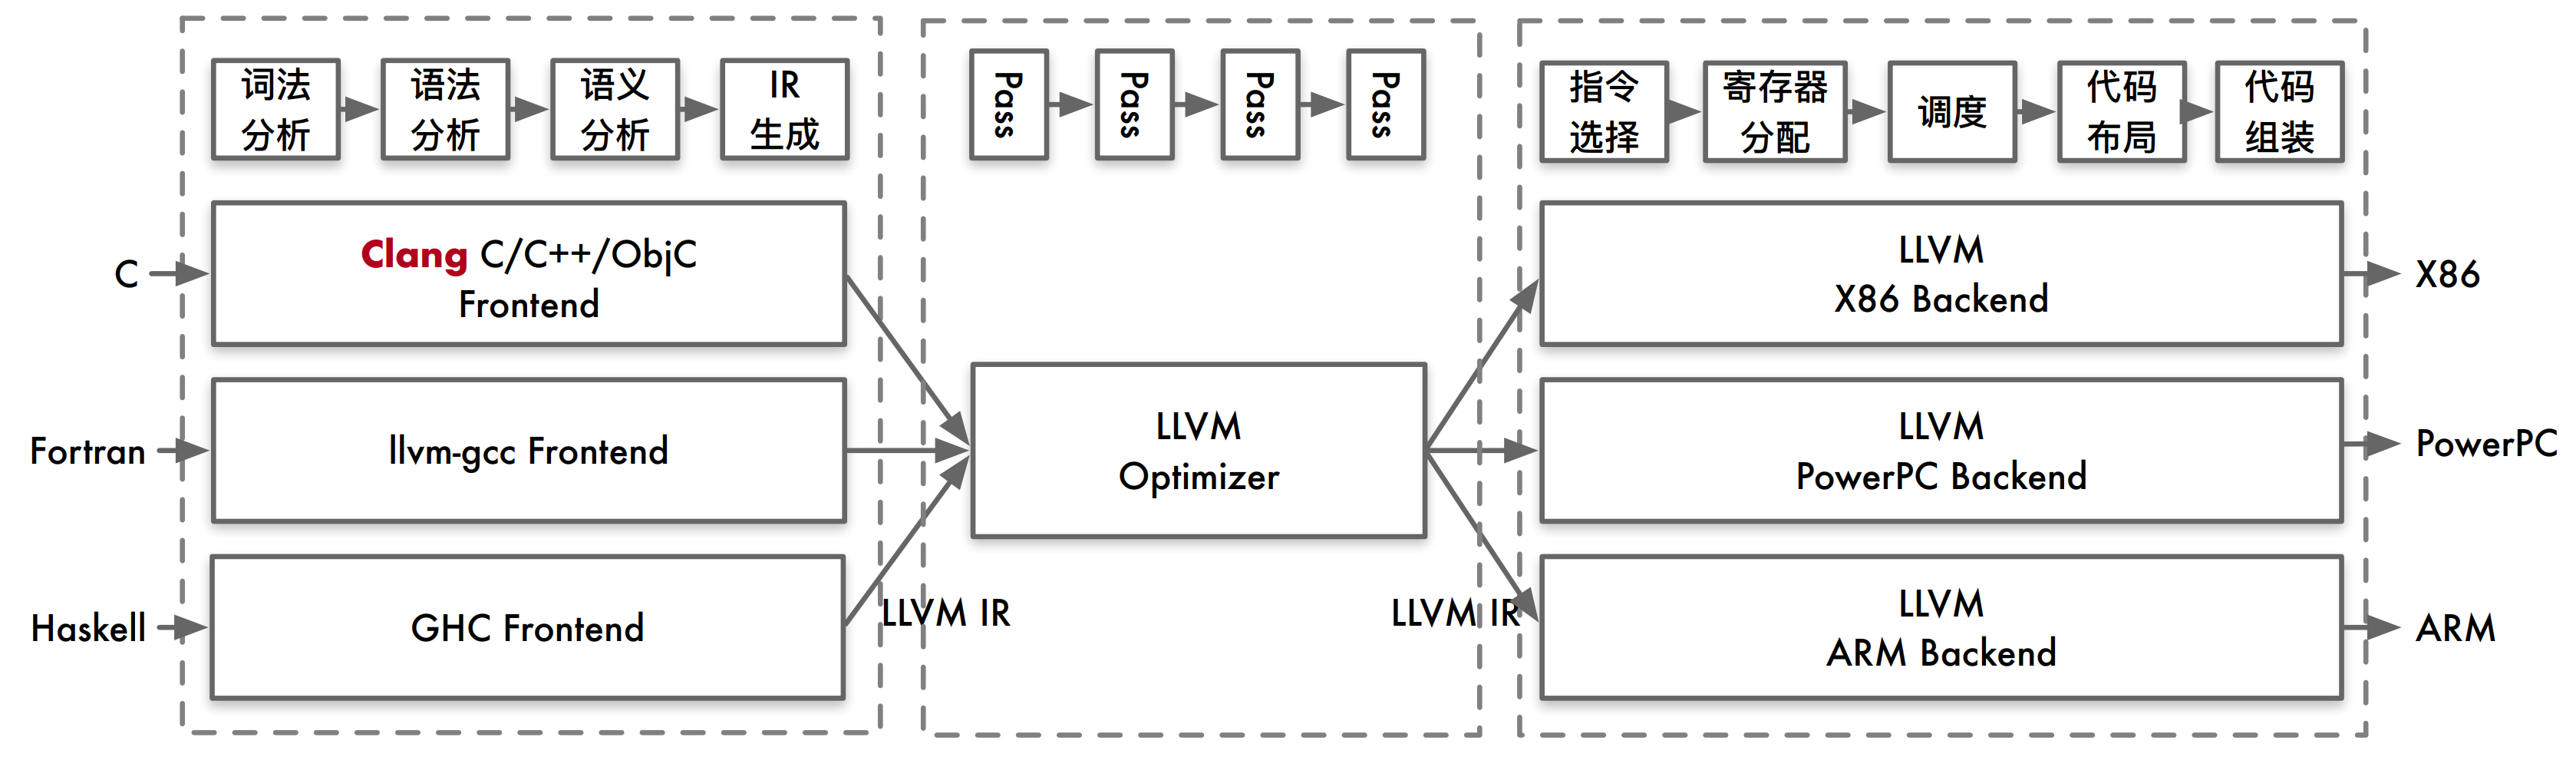 词法
分析
语法
分析
语义
分析
IR
生成
Pass
Pass
Pass
Pass
指令
选择
寄存器
分配
调度
代码
布局
代码
组装
C
Clang C/C++/ObjC
Frontend
LLVM
X86 Backend
X86
Fortran
llvm-gcc Frontend
LLVM
Optimizer
LLVM
PowerPC Backend
PowerPC
Haskell
GHC Frontend
LLVM IR
LLVM IR
LLVM
ARM Backend
ARM